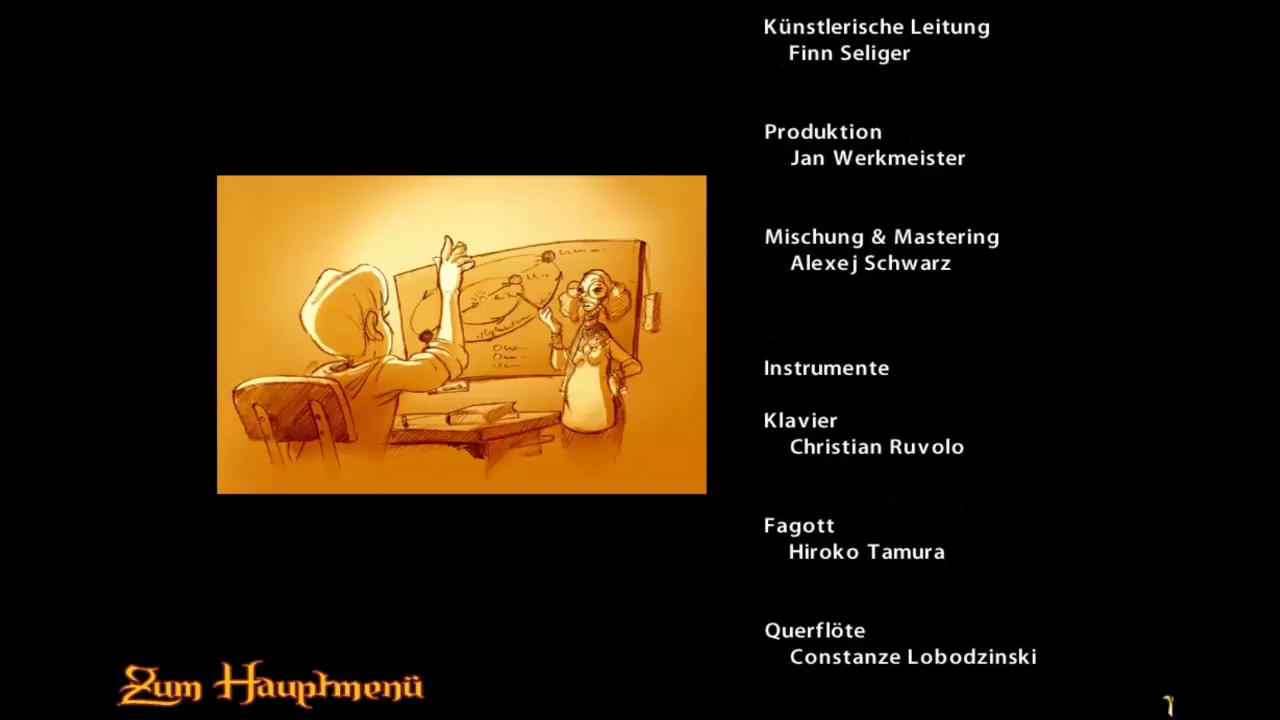 Künstlerische Leitung
Finn Seliger
Produktion
Jan Werkmeister
Mischung & Mastering
Alexej Schwarz
Instrumente
Klavier
Christian Ruvolo
Fagott
Hiroko Tamura
Querflöte
Constanze Lobodzinski
Zum Hauptmenü